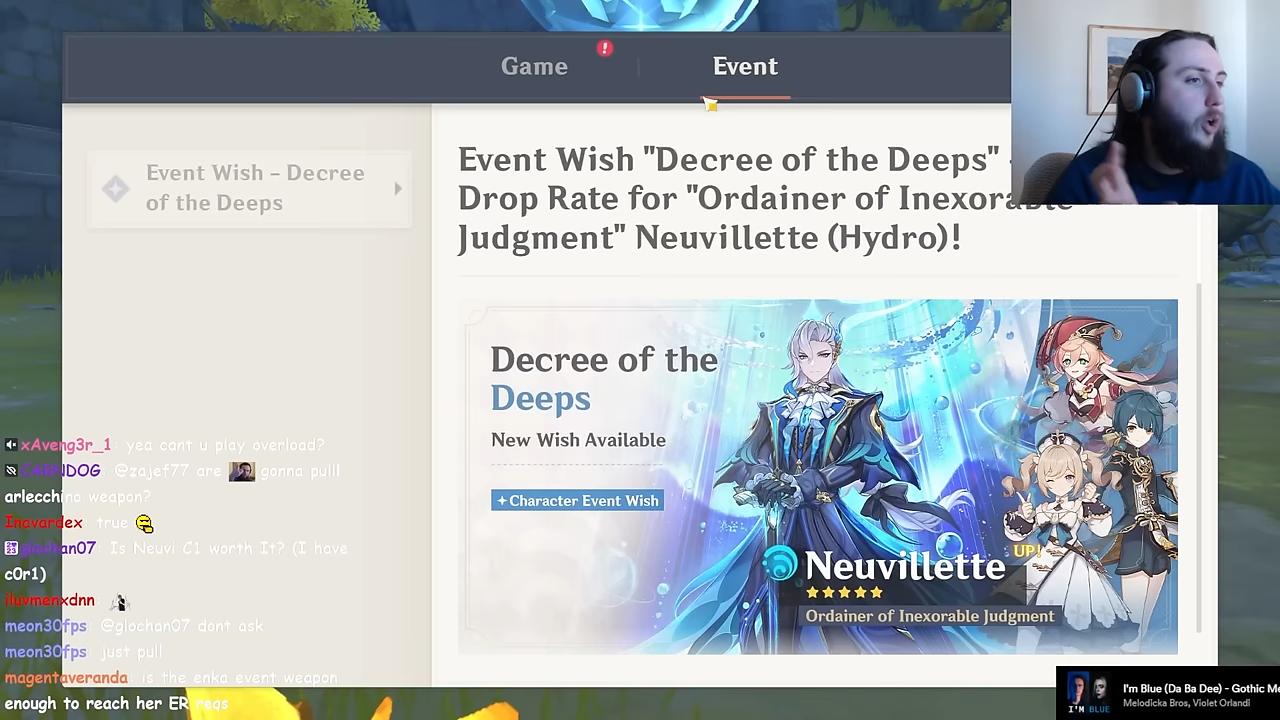 Game
Event
Event Wish – Decree
of the Deeps
Event Wish "Decree of the Deeps" -
Drop Rate for "Ordainer of Inexorable
Judgment" Neuvillette (Hydro)!
Decree of the
Deeps
New Wish Available
Character Event Wish
UP!
Neuvillette
Ordainer of Inexorable Judgment
xAveng3r_1: yea cant u play overload?
@zajef77 are gonna pulll
arlecchino weapon?
Inavardex: true
glochan07: Is Neuvi C1 worth It? (I have
c0r1)
iluvmenxdnn
meon30fps: @glochan07 dont ask
meon30fps: just pull
magentaveranda: is the enka event weapon
enough to reach her ER reqs
I'M BLUE
I'm Blue (Da Ba Dee) - Gothic Me
Melodicka Bros, Violet Orlandi